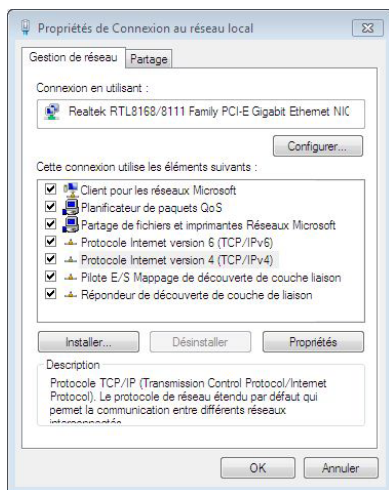 Propriétés de Connexion au réseau local
Gestion de réseau
Partage
Connexion en utilisant :
Realtek RTL8168/8111 Family PCI-E Gigabit Ethernet NIC
Configurer...
Cette connexion utilise les éléments suivants :
Client pour les réseaux Microsoft
Planificateur de paquets QoS
Partage de fichiers et imprimantes Réseaux Microsoft
Protocole Internet version 6 (TCP/IPv6)
Protocole Internet version 4 (TCP/IPv4)
Pilote E/S Mappage de découverte de couche liaison
Répondeur de découverte de couche de liaison
Installer...
Désinstaller
Propriétés
Description
Protocole TCP/IP (Transmission Control Protocol/Internet
Protocol). Le protocole de réseau étendu par défaut qui
permet la communication entre différents réseaux
interconnectés
OK
Annuler